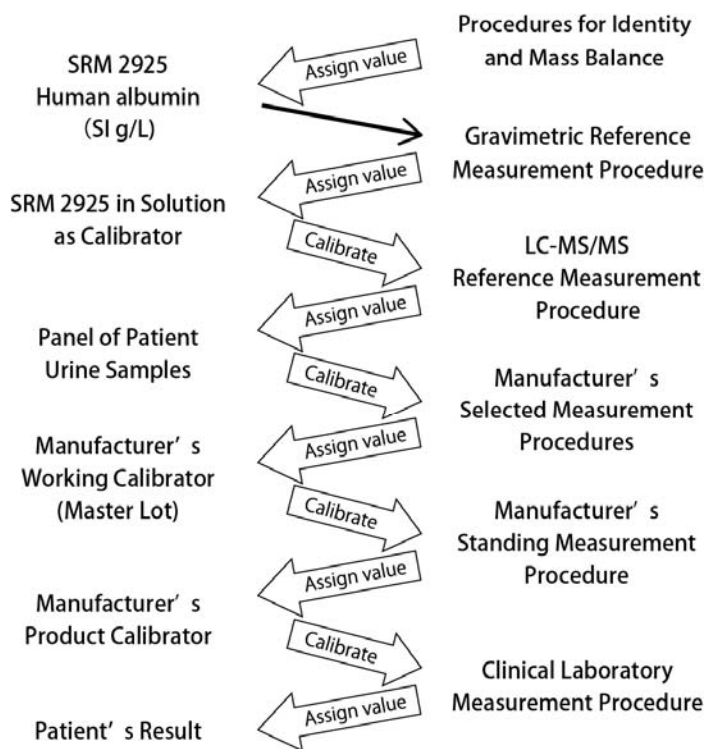 Procedures for Identity
and Mass Balance
Assign value
SRM 2925
Human albumin
(SI g/L)
Gravimetric Reference
Measurement Procedure
Assign value
SRM 2925 in Solution
as Calibrator
Calibrate
LC-MS/MS
Reference Measurement
Procedure
Assign value
Panel of Patient
Urine Samples
Calibrate
Manufacturer’s
Selected Measurement
Procedures
Assign value
Manufacturer’s
Working Calibrator
(Master Lot)
Calibrate
Manufacturer’s
Standing Measurement
Procedure
Assign value
Manufacturer’s
Product Calibrator
Calibrate
Clinical Laboratory
Measurement Procedure
Assign value
Patient’s Result